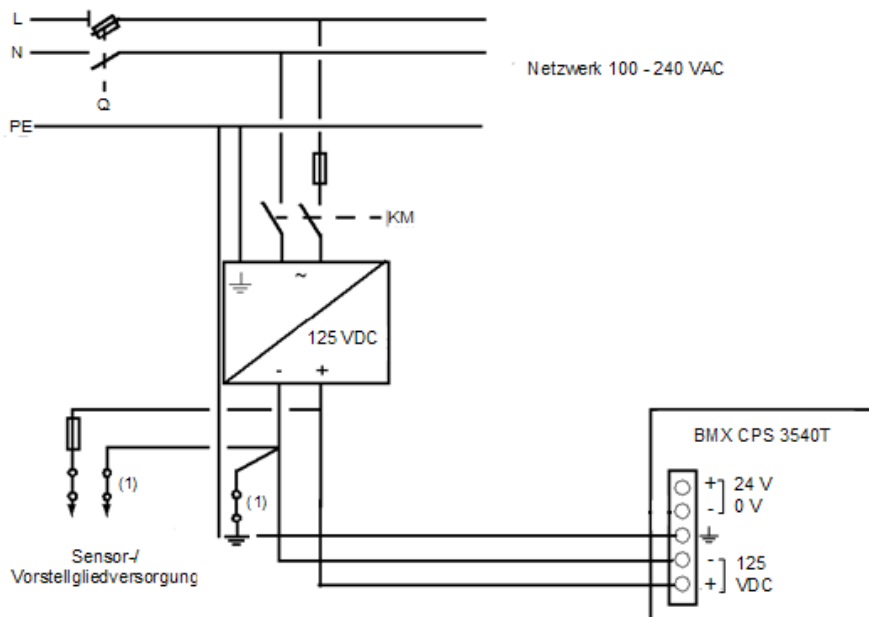 L
N
Netzwerk 100 - 240 VAC
Q
PE
KM
~
125 VDC
- +
BMX CPS 3540T
+ 24 V
- 0 V
(1)
(1)
- 125
+ VDC
Sensor-/
Vorstellgliedversorgung